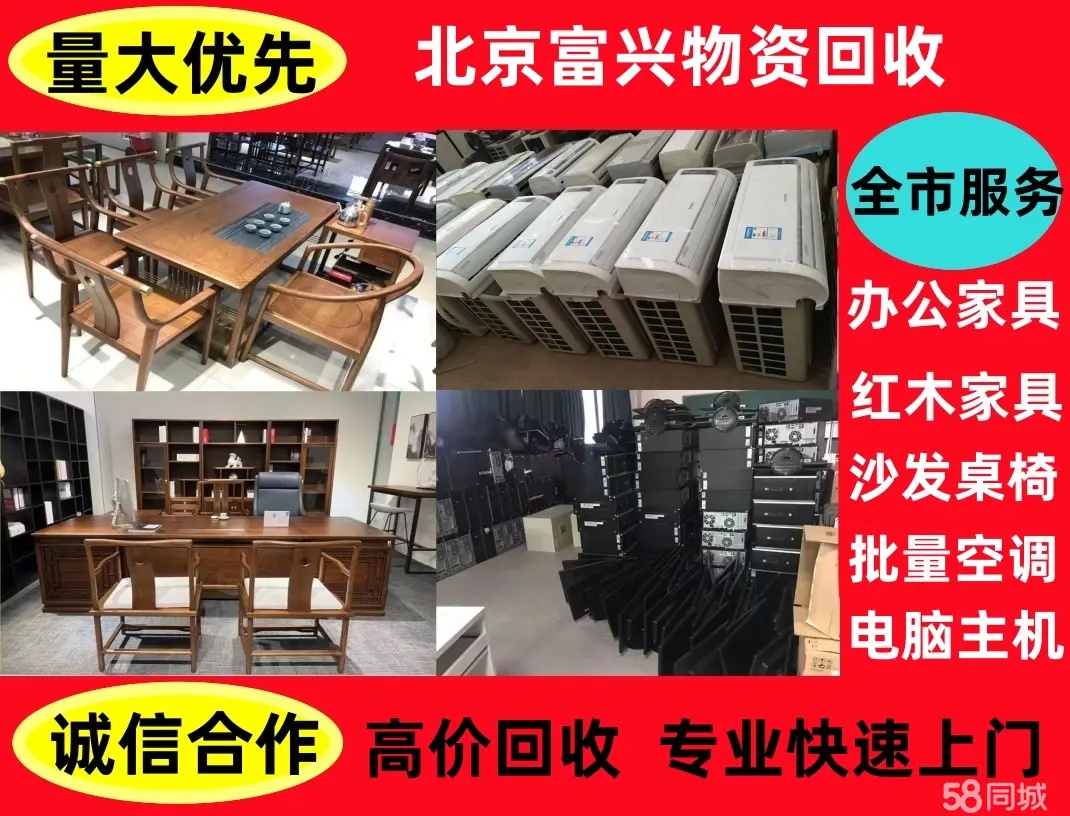 量大优先
北京富兴物资回收
全市服务
办公家具
红木家具
沙发桌椅
批量空调
电脑主机
诚信合作
高价回收 专业快速上门
58同城